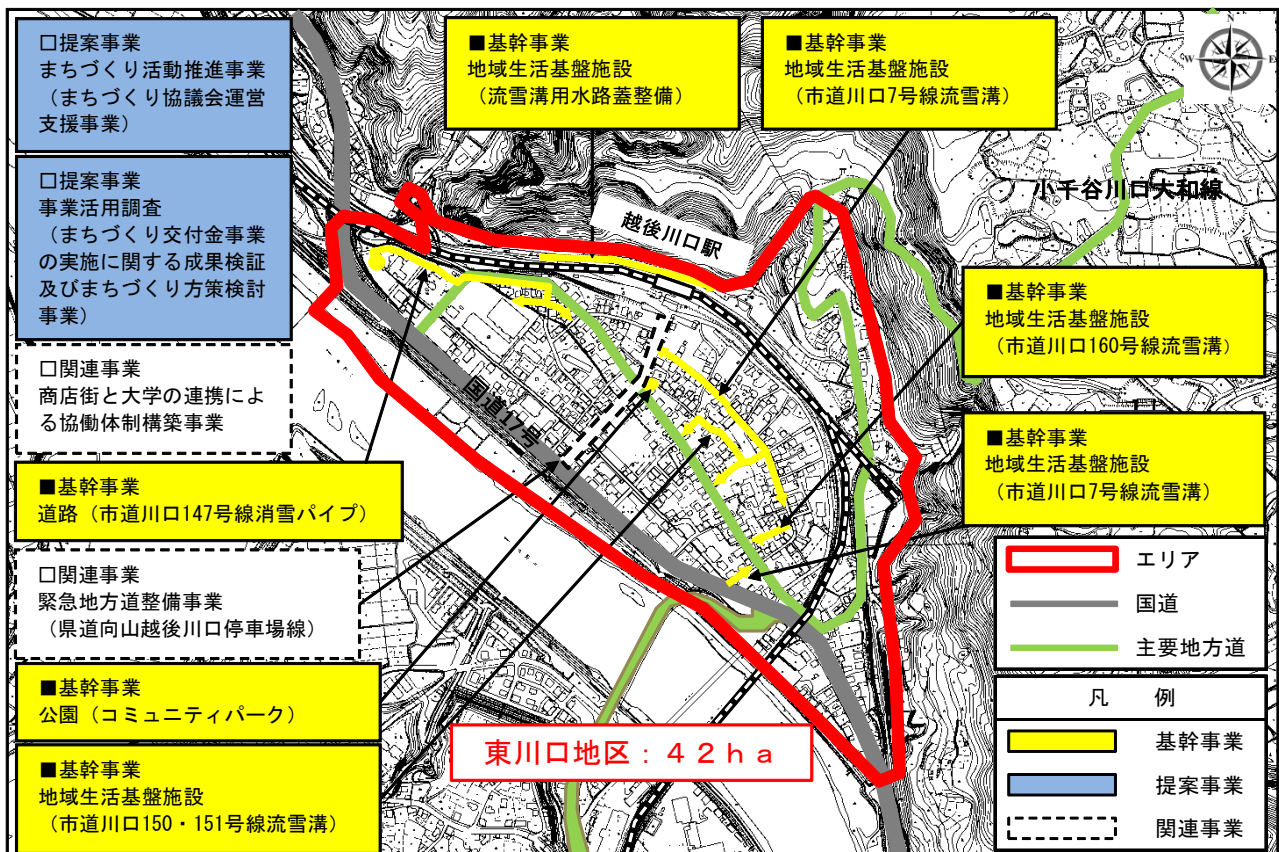 □提案事業
まちづくり活動推進事業
（まちづくり協議会運営
支援事業）
□提案事業
事業活用調査
（まちづくり交付金事業
の実施に関する成果検証
及びまちづくり方策検討
事業）
□関連事業
商店街と大学の連携によ
る協働体制構築事業
■基幹事業
道路（市道川口147号線消雪パイプ）
□関連事業
緊急地方道整備事業
（県道向山越後川口停車場線）
■基幹事業
公園（コミュニティパーク）
■基幹事業
地域生活基盤施設
（市道川口150・151号線流雪溝）
■基幹事業
地域生活基盤施設
（流雪溝用水路蓋整備）
■基幹事業
地域生活基盤施設
（市道川口7号線流雪溝）
N
W
E
S
小千谷川口大和線
越後川口駅
国道17号
■基幹事業
地域生活基盤施設
（市道川口160号線流雪溝）
■基幹事業
地域生活基盤施設
（市道川口7号線流雪溝）
東川口地区：４２ｈａ
エリア
国道
主要地方道
凡　例
基幹事業
提案事業
関連事業